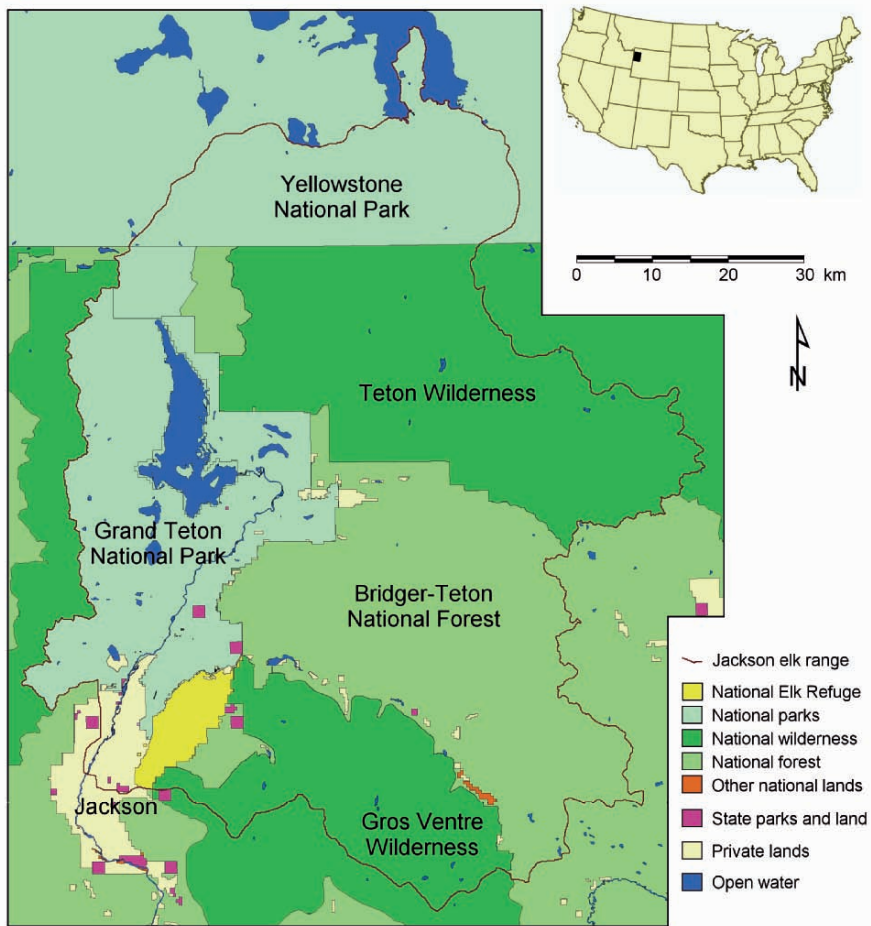 Yellowstone
National Park
0 10 20 30 km
N
Teton Wilderness
Grand Teton
National Park
Bridger-Teton
National Forest
Jackson
Gros Ventre
Wilderness
Jackson elk range
National Elk Refuge
National parks
National wilderness
National forest
Other national lands
State parks and land
Private lands
Open water